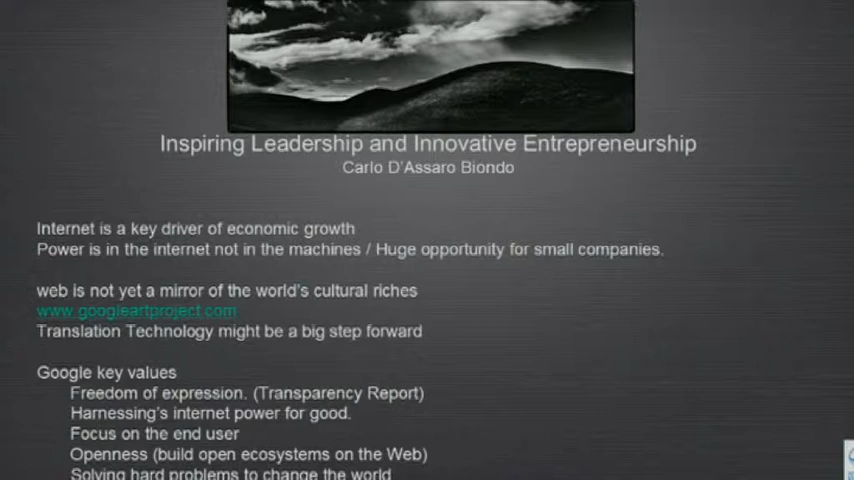 Inspiring Leadership and Innovative Entrepreneurship
Carlo D'Assaro Biondo
Internet is a key driver of economic growth
Power is in the internet not in the machines / Huge opportunity for small companies.
web is not yet a mirror of the world's cultural riches
www.googleartproject.com
Translation Technology might be a big step forward
Google key values
Freedom of expression. (Transparency Report)
Harnessing's internet power for good.
Focus on the end user
Openness (build open ecosystems on the Web)
Solving hard problems to change the world